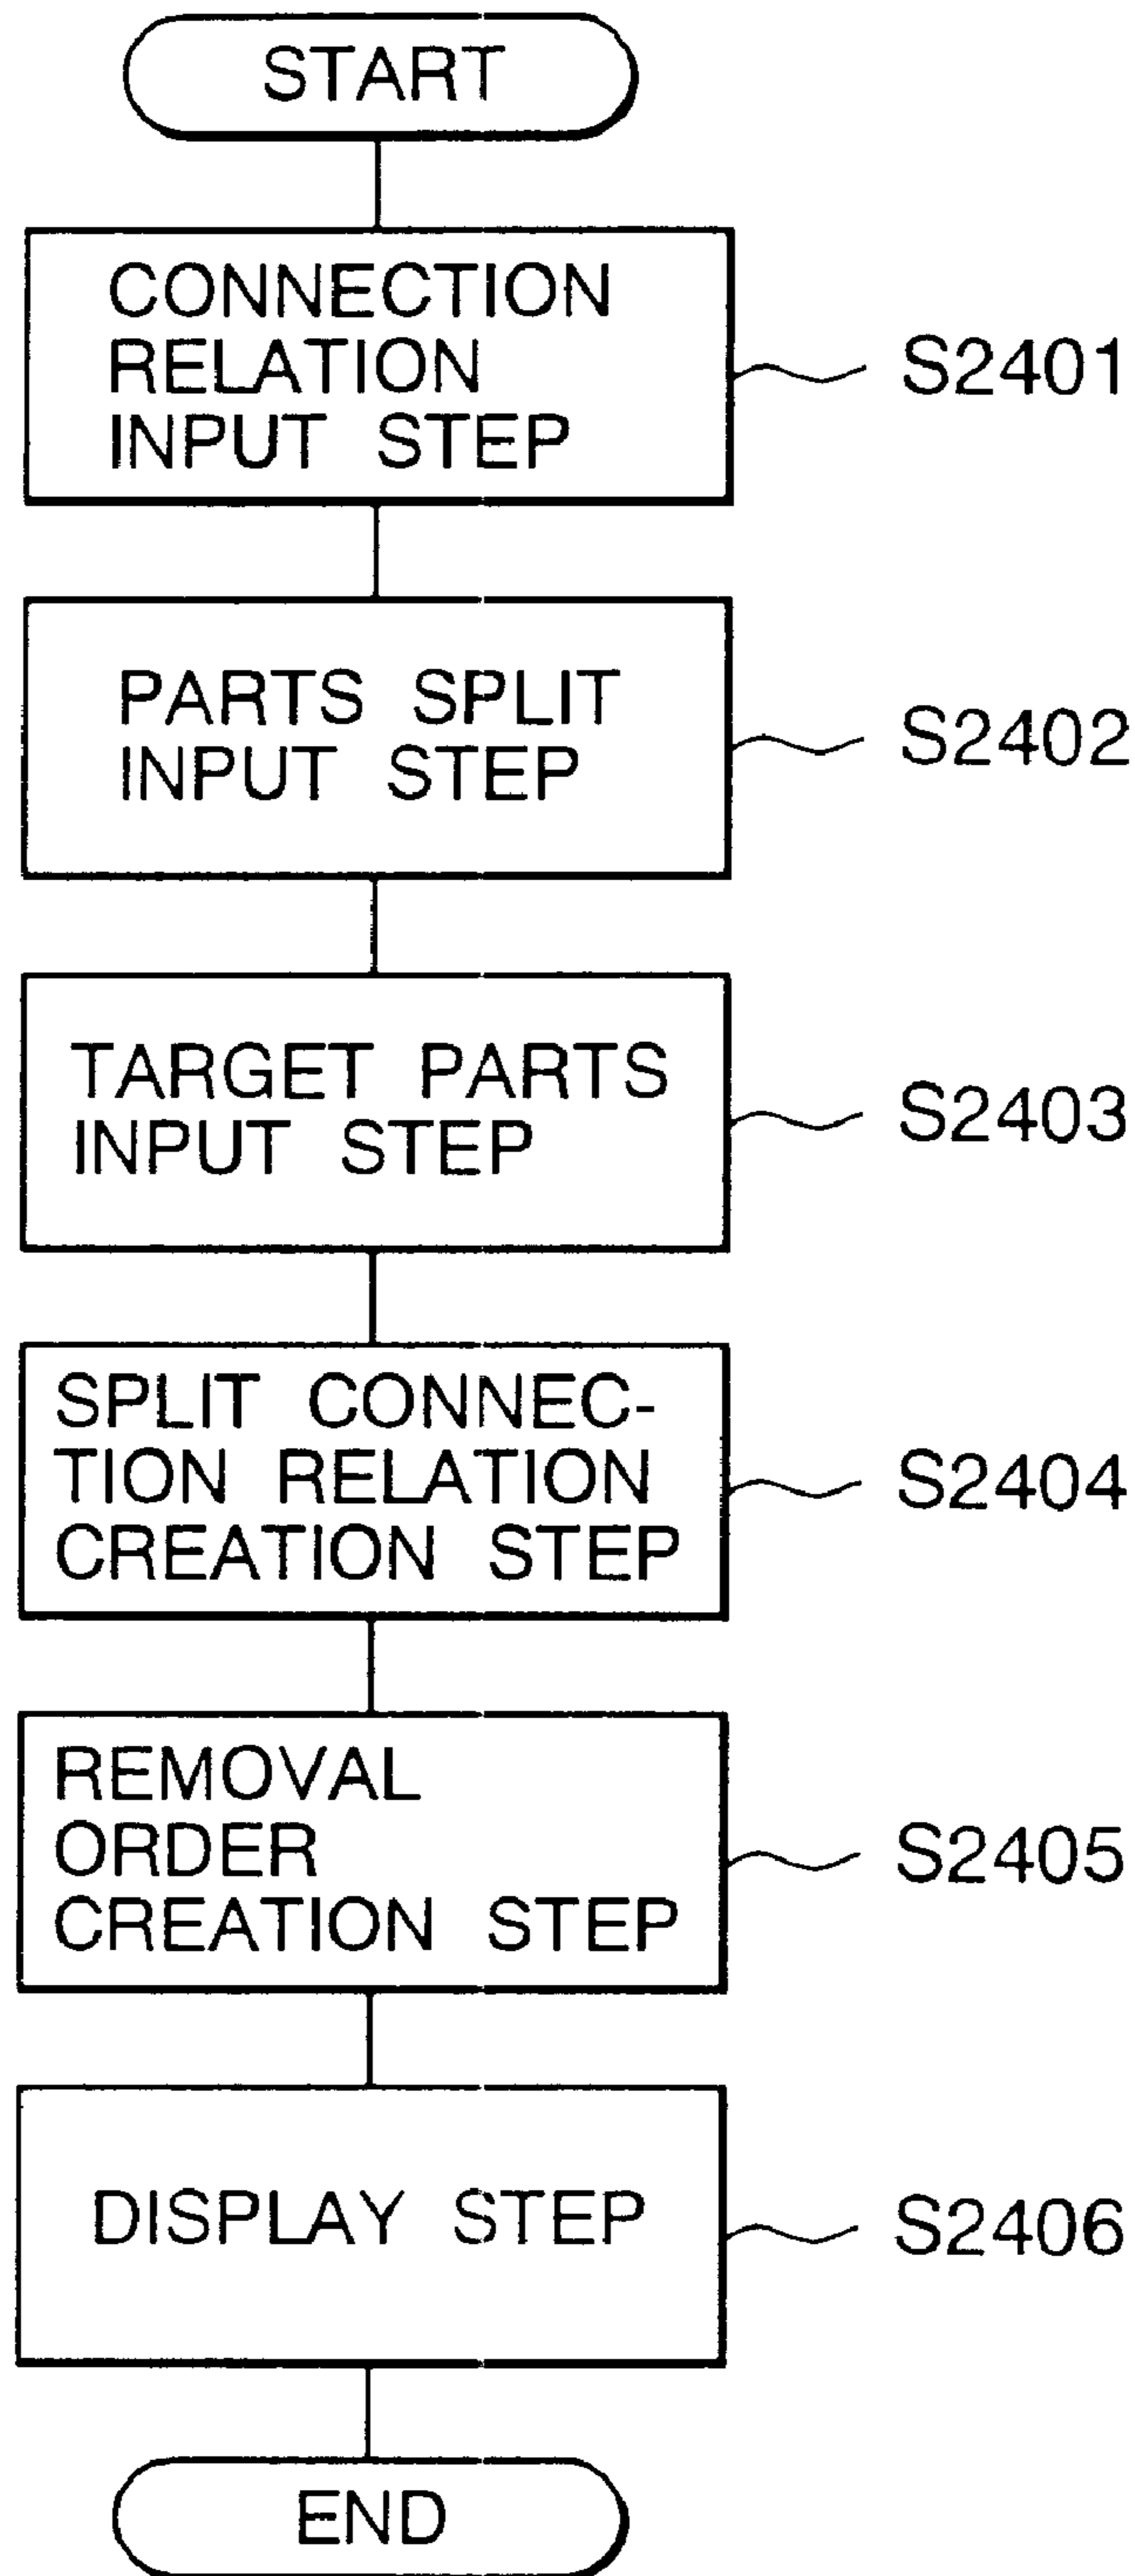 START
CONNECTION
RELATION
INPUT STEP
S2401
PARTS SPLIT
INPUT STEP
S2402
TARGET PARTS
INPUT STEP
S2403
SPLIT CONNEC-
TION RELATION
CREATION STEP
S2404
REMOVAL
ORDER
CREATION STEP
S2405
DISPLAY STEP
S2406
END